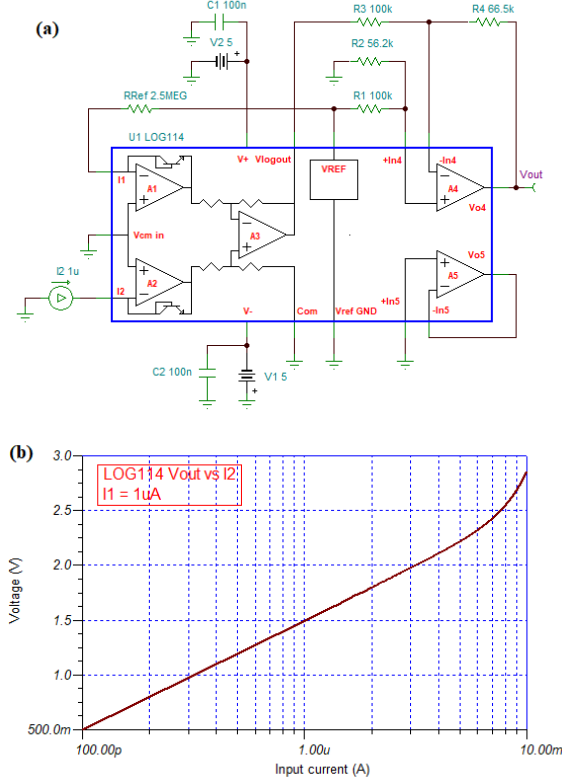 (a)
C1 100n
V2 5
+
R3 100k
R4 66.5k
R2 56.2k
RRef 2.5MEG
R1 100k
U1 LOG114
V+
Vlogout
+In4
-In4
I1
A1
VREF
A4
Vout
Vo4
Vcm in
A3
Vo5
I2 1u
I2
A2
+In5
A5
-In5
V-
Com
Vref GND
C2 100n
V1 5
+
(b)
3.0
LOG114 Vout vs I2
I1 = 1uA
2.5
2.0
Voltage (V)
1.5
1.0
500.0m
100.00p
1.00u
10.00m
Input current (A)